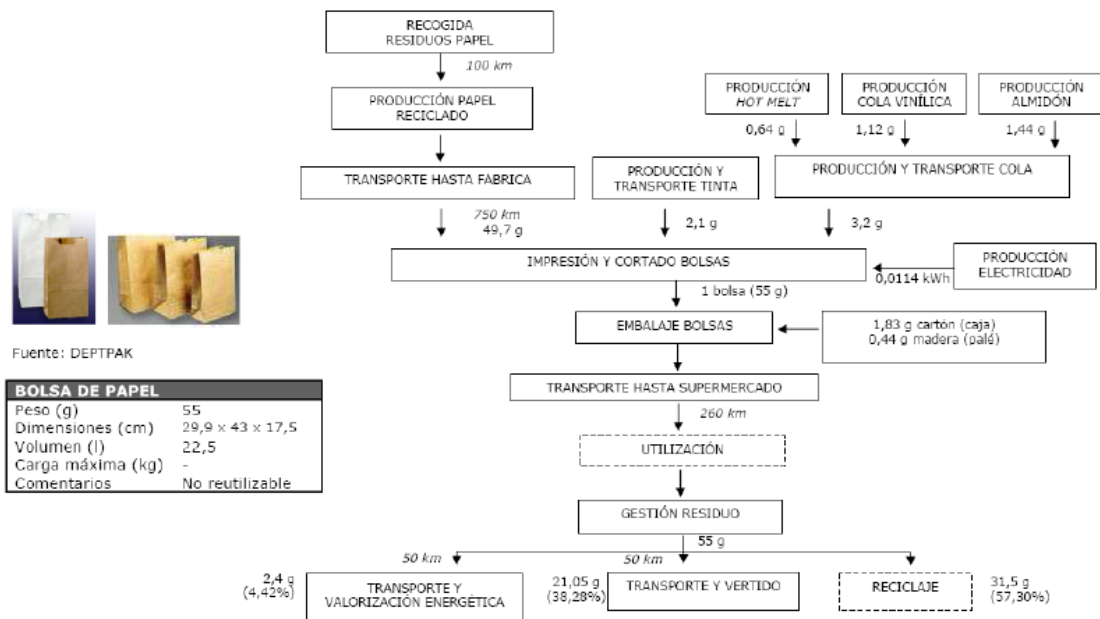 RECOGIDA
RESIDUOS PAPEL
100 km
PRODUCCIÓN PAPEL
RECICLADO
PRODUCCIÓN
HOT MELT
PRODUCCIÓN
COLA VINÍLICA
PRODUCCIÓN
ALMIDÓN
0,64 g
1,12 g
1,44 g
TRANSPORTE HASTA FABRICA
PRODUCCIÓN Y
TRANSPORTE TINTA
PRODUCCIÓN Y TRANSPORTE COLA
750 km
49,7 g
2,1 g
3,2 g
IMPRESIÓN Y CORTADO BOLSAS
PRODUCCIÓN
ELECTRICIDAD
0,0114 kWh
1 bolsa (55 g)
EMBALAJE BOLSAS
1,83 g cartón (caja)
0,44 g madera (palé)
Fuente: DEPTPAK
TRANSPORTE HASTA SUPERMERCADO
260 km
BOLSA DE PAPEL
Peso (g) 55
Dimensiones (cm) 29,9 x 43 x 17,5
Volumen (l) 22,5
Carga máxima (kg) -
Comentarios No reutilizable
UTILIZACIÓN
GESTIÓN RESIDUO
55 g
50 km
50 km
2,4 g
(4,42%)
TRANSPORTE Y
VALORIZACIÓN ENERGÉTICA
21,05 g
(38,28%)
TRANSPORTE Y VERTIDO
RECICLAJE
31,5 g
(57,30%)